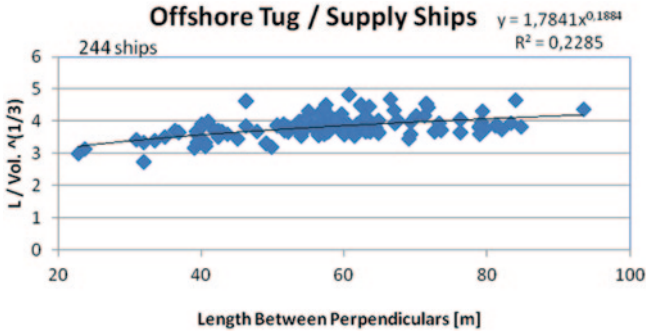 Offshore Tug / Supply Ships
y = 1,7841x^0,1884
R² = 0,2285
244 ships
6
5
4
3
2
1
0
L / Vol. ^(1/3)
20
40
60
80
100
Length Between Perpendiculars [m]